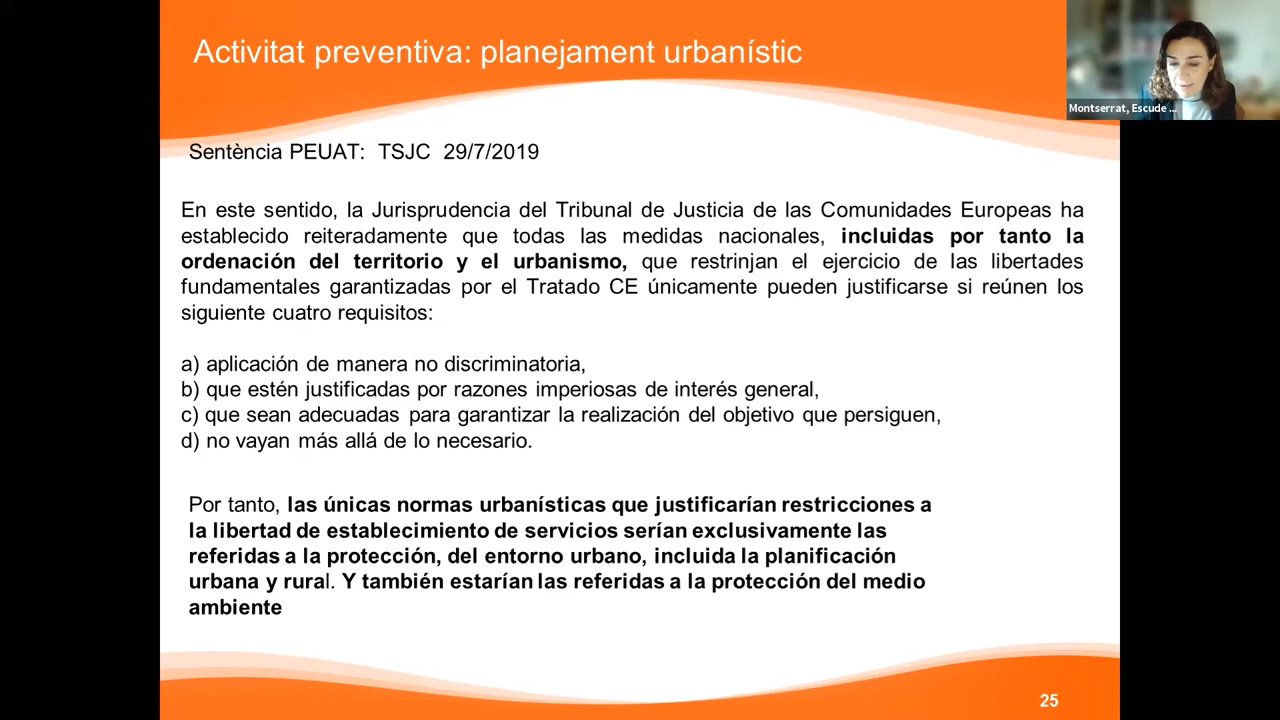 Activitat preventiva: planejament urbanístic
Montserrat, Escude ...
Sentència PEUAT: TSJC 29/7/2019
En este sentido, la Jurisprudencia del Tribunal de Justicia de las Comunidades Europeas ha
establecido reiteradamente que todas las medidas nacionales, incluidas por tanto la
ordenación del territorio y el urbanismo, que restrinjan el ejercicio de las libertades
fundamentales garantizadas por el Tratado CE únicamente pueden justificarse si reúnen los
siguiente cuatro requisitos:
a) aplicación de manera no discriminatoria,
b) que estén justificadas por razones imperiosas de interés general,
c) que sean adecuadas para garantizar la realización del objetivo que persiguen,
d) no vayan más allá de lo necesario.
Por tanto, las únicas normas urbanísticas que justificarían restricciones a
la libertad de establecimiento de servicios serían exclusivamente las
referidas a la protección, del entorno urbano, incluida la planificación
urbana y rural. Y también estarían las referidas a la protección del medio
ambiente
25